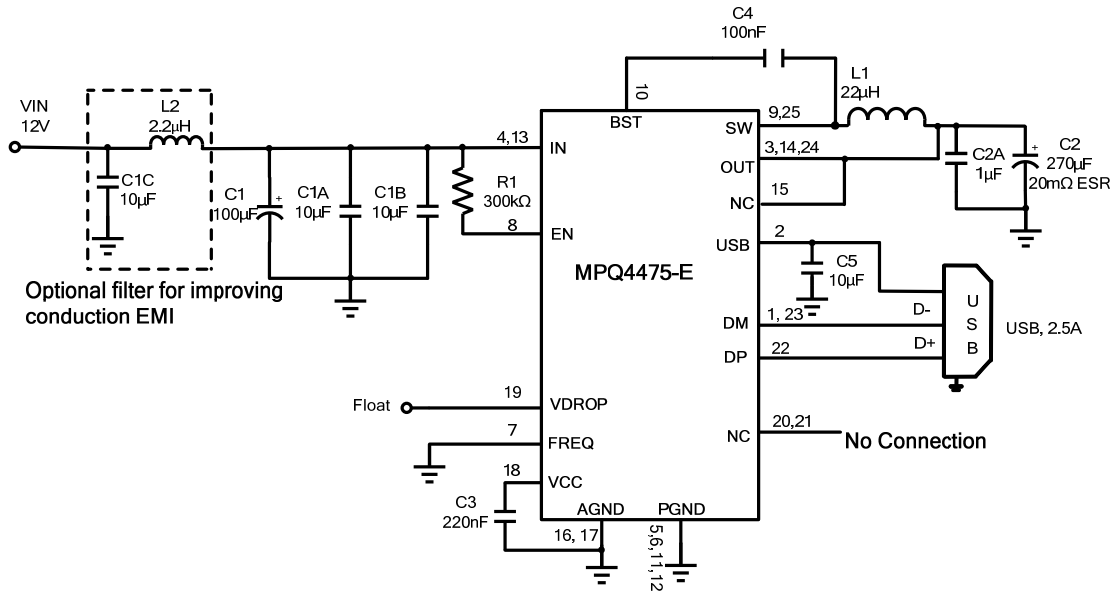 C4
100nF
10
BST
L1
22µH
VIN
12V
L2
2.2µH
C1C
10µF
C1
100µF
+
C1A
10µF
C1B
10µF
R1
300kΩ
4,13
IN
8
EN
9,25
SW
3,14,24
OUT
15
NC
2
USB
C2A
1µF
+
C2
270µF
20mΩ ESR
C5
10µF
MPQ4475-E
Optional filter for improving
conduction EMI
DM
1, 23
D-
DP
22
D+
U
S
B
USB, 2.5A
Float
19
VDROP
7
FREQ
NC
20,21
No Connection
18
VCC
C3
220nF
AGND
PGND
16, 17
5,6,11,12